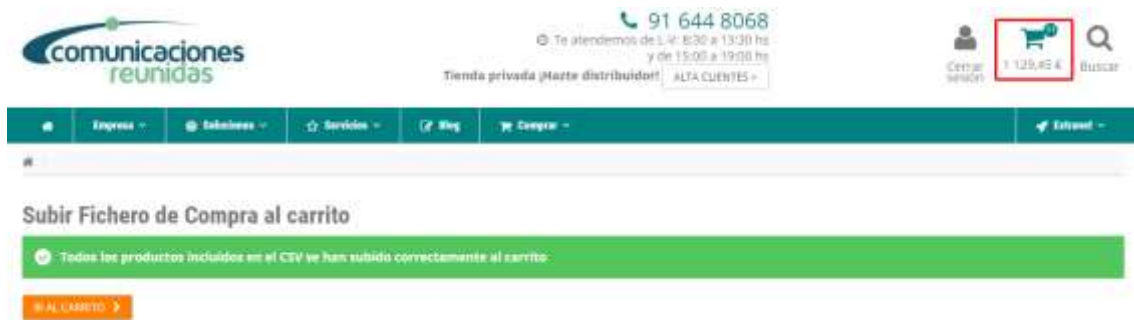 comunicaciones
reunidas
91 644 8068
Te atendemos de L-V: 8:30 a 13:30 hs
y de 15:00 a 19:00 hs
Tienda privada ¡Hazte distribuidor! ALTA CLIENTES »
Cerrar
sesión
1 129,45 €
Buscar
Empresa
Soluciones
Servicios
Blog
Comprar
Extranet
Subir Fichero de Compra al carrito
Todos los productos incluidos en el CSV se han subido correctamente al carrito
IR AL CARRITO